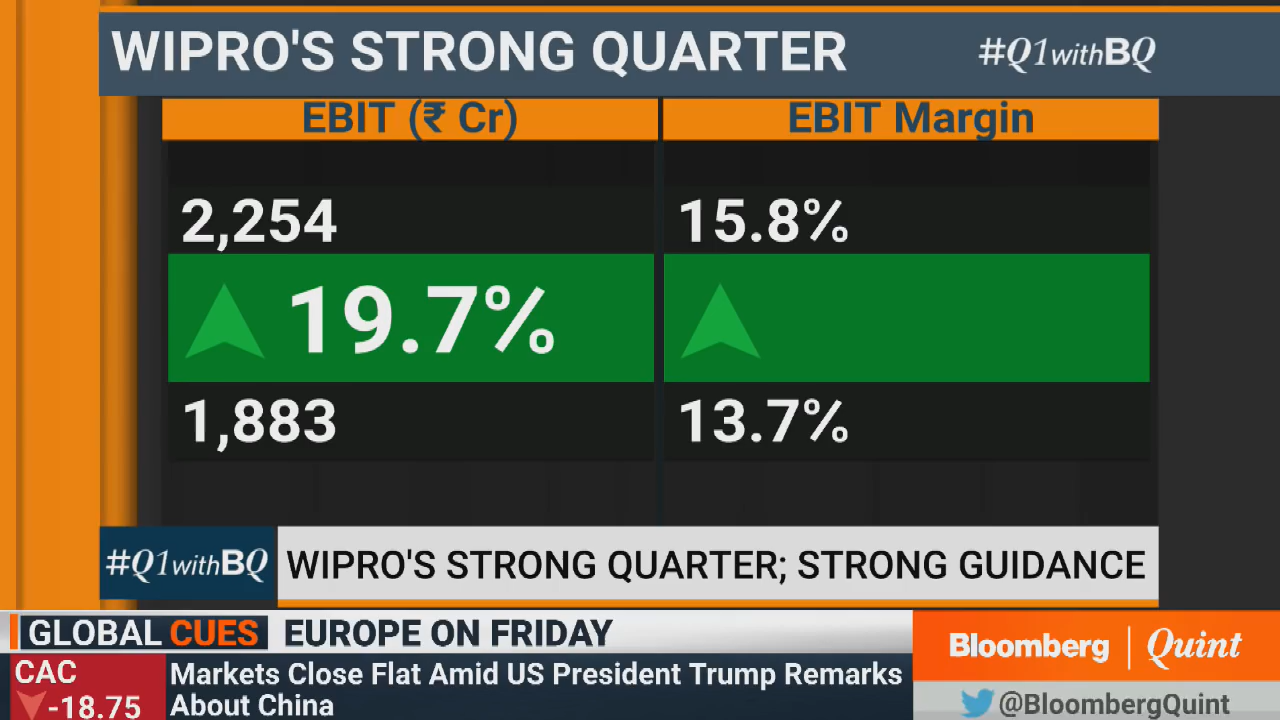 WIPRO'S STRONG QUARTER
#Q1withBQ
EBIT (₹ Cr)
EBIT Margin
2,254
15.8%
19.7%
1,883
13.7%
#Q1withBQ
WIPRO'S STRONG QUARTER; STRONG GUIDANCE
GLOBAL CUES
EUROPE ON FRIDAY
CAC
-18.75
Markets Close Flat Amid US President Trump Remarks
About China
Bloomberg | Quint
@BloombergQuint